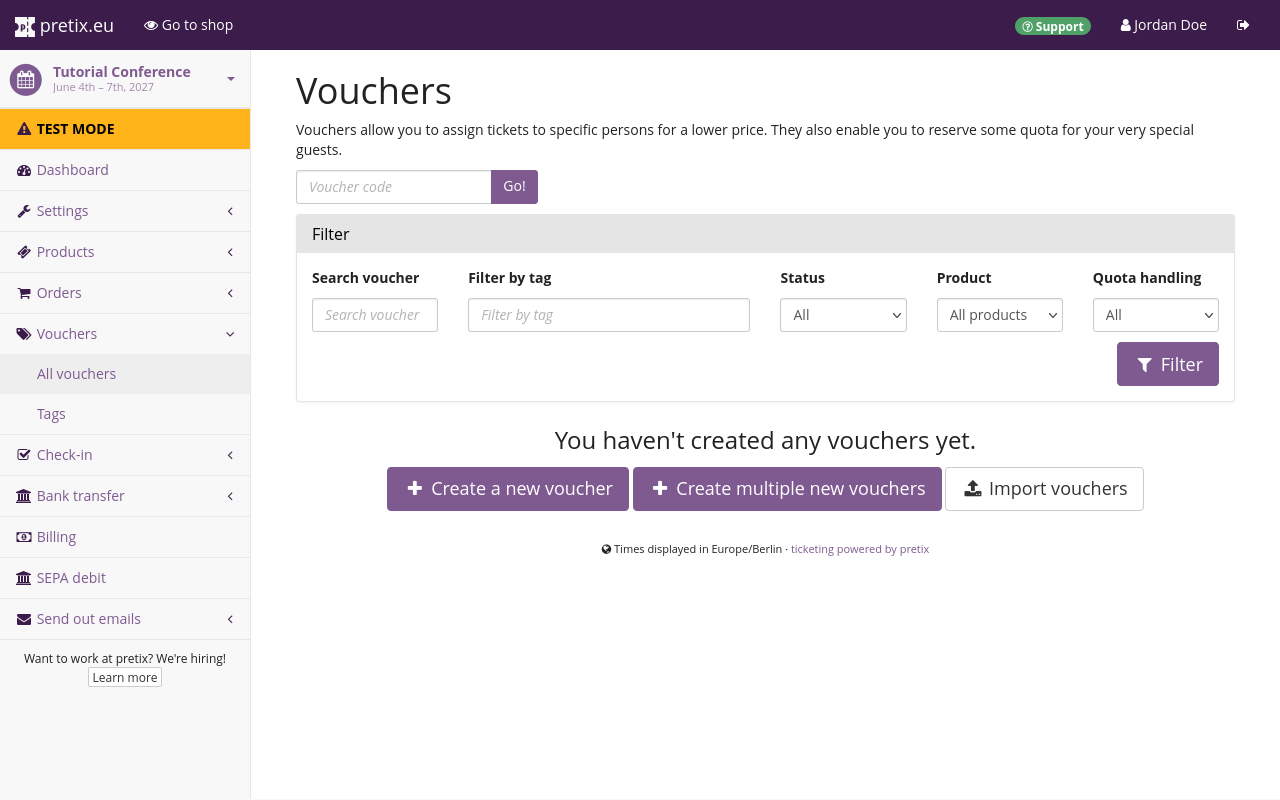 pretix.eu
Go to shop
Support
Jordan Doe
Tutorial Conference
June 4th – 7th, 2027
TEST MODE
Dashboard
Settings
Products
Orders
Vouchers
All vouchers
Tags
Check-in
Bank transfer
Billing
SEPA debit
Send out emails
Want to work at pretix? We're hiring!
Learn more
Vouchers
Vouchers allow you to assign tickets to specific persons for a lower price. They also enable you to reserve some quota for your very special
guests.
Voucher code
Go!
Filter
Search voucher
Filter by tag
Status
Product
Quota handling
Search voucher
Filter by tag
All
All products
All
Filter
You haven't created any vouchers yet.
Create a new voucher
Create multiple new vouchers
Import vouchers
Times displayed in Europe/Berlin · ticketing powered by pretix